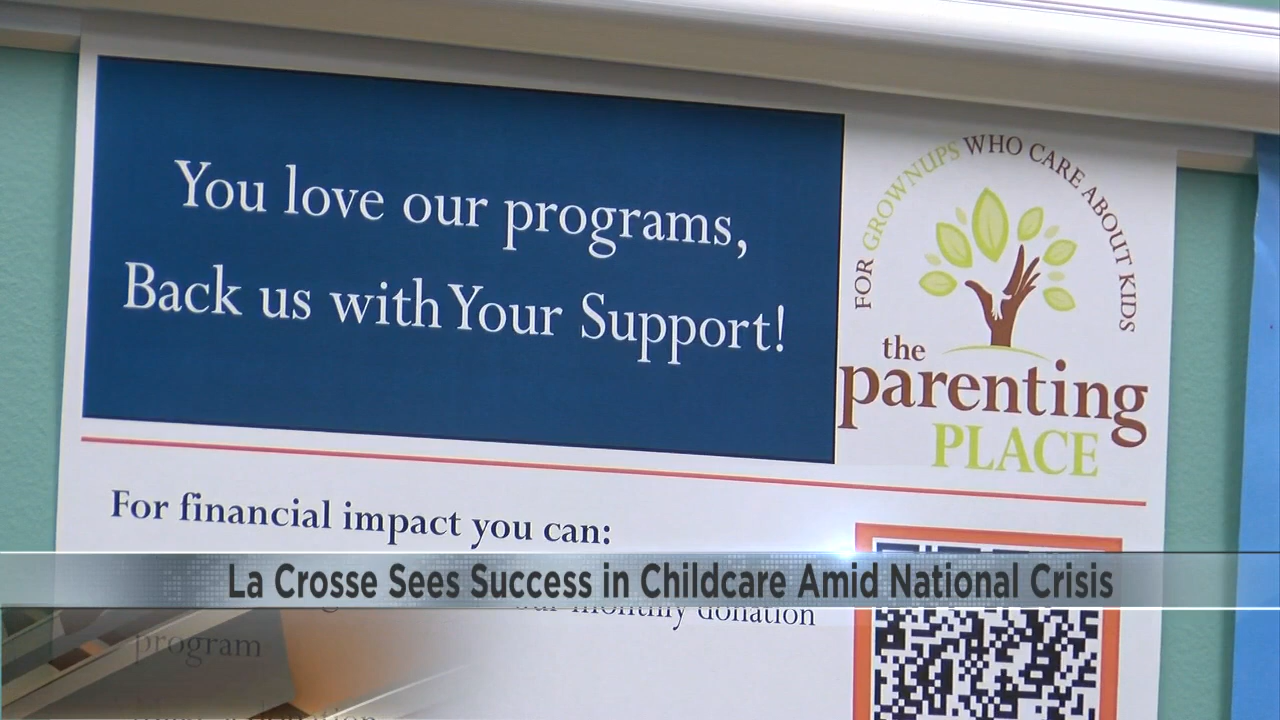 You love our programs,
Back us with Your Support!
FOR GROWNUPS WHO CARE ABOUT KIDS
the
parenting
PLACE
For financial impact you can:
La Crosse Sees Success in Childcare Amid National Crisis
our monthly donation
program